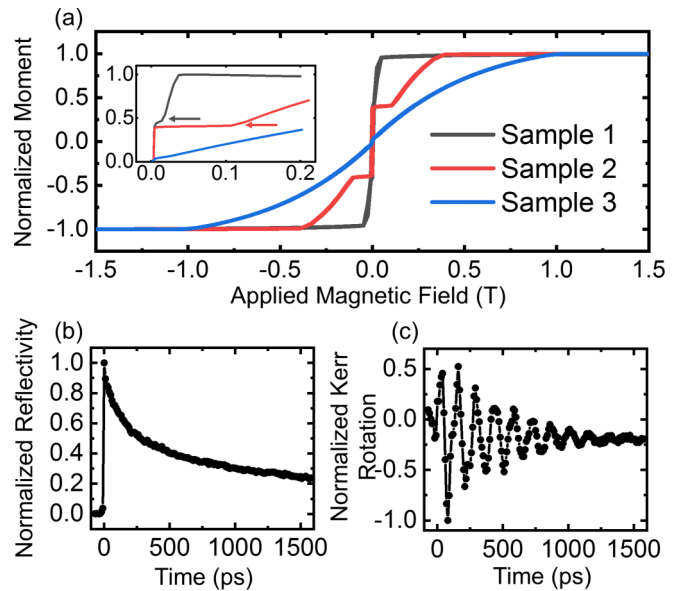 (a)
Normalized Moment
1.0
0.5
0.0
-0.5
-1.0
1.0
0.5
0.0
0.0 0.1 0.2
Sample 1
Sample 2
Sample 3
-1.5 -1.0 -0.5 0.0 0.5 1.0 1.5
Applied Magnetic Field (T)
(b)
Normalized Reflectivity
1.0
0.8
0.6
0.4
0.2
0.0
0 500 1000 1500
Time (ps)
(c)
Normalized Kerr
Rotation
0.5
0.0
-0.5
-1.0
0 500 1000 1500
Time (ps)